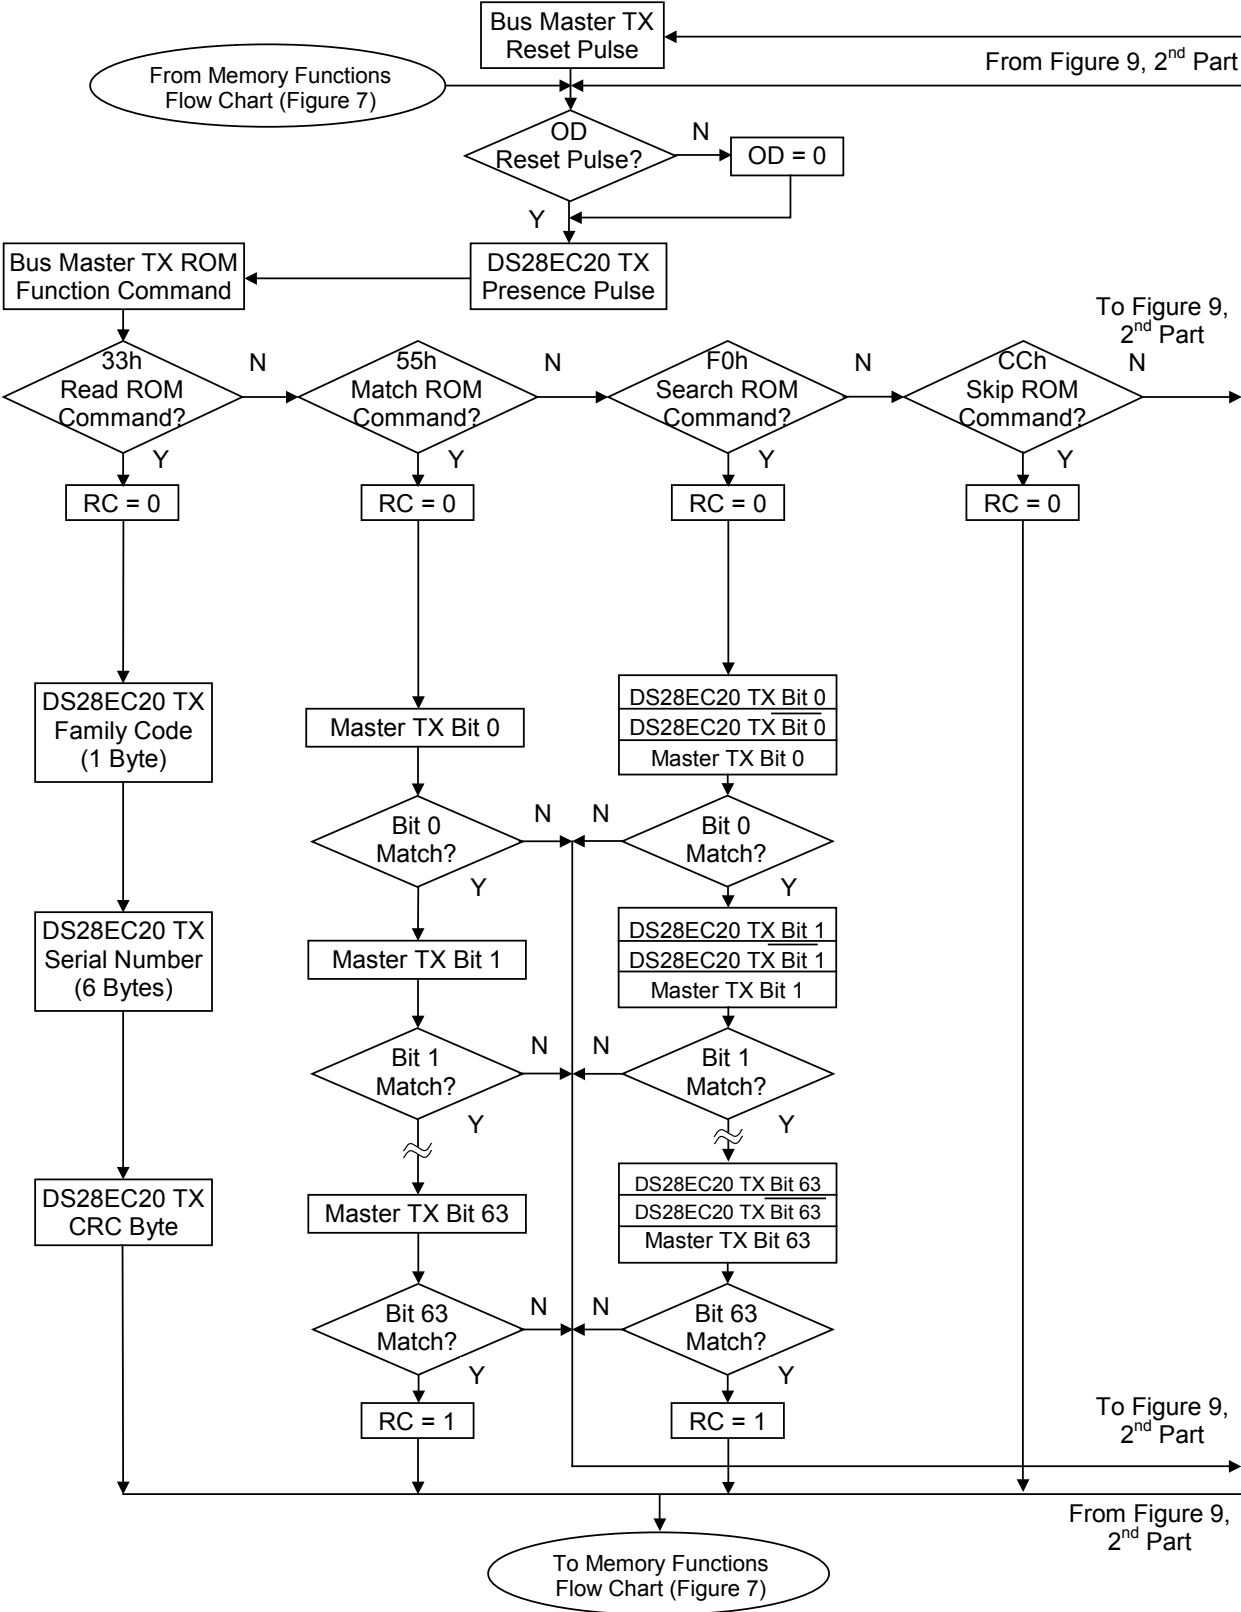 Bus Master TX
Reset Pulse
From Figure 9, 2nd Part
From Memory Functions
Flow Chart (Figure 7)
OD
Reset Pulse?
N
OD = 0
Y
Bus Master TX ROM
Function Command
DS28EC20 TX
Presence Pulse
To Figure 9,
2nd Part
33h
Read ROM
Command?
N
55h
Match ROM
Command?
N
F0h
Search ROM
Command?
N
CCh
Skip ROM
Command?
N
Y
Y
Y
Y
RC = 0
RC = 0
RC = 0
RC = 0
DS28EC20 TX
Family Code
(1 Byte)
Master TX Bit 0
DS28EC20 TX Bit 0
DS28EC20 TX Bit 0
Master TX Bit 0
Bit 0
Match?
N
N
Bit 0
Match?
Y
Y
DS28EC20 TX
Serial Number
(6 Bytes)
Master TX Bit 1
DS28EC20 TX Bit 1
DS28EC20 TX Bit 1
Master TX Bit 1
Bit 1
Match?
N
N
Bit 1
Match?
Y
Y
DS28EC20 TX
CRC Byte
Master TX Bit 63
DS28EC20 TX Bit 63
DS28EC20 TX Bit 63
Master TX Bit 63
Bit 63
Match?
N
N
Bit 63
Match?
Y
Y
RC = 1
RC = 1
To Figure 9,
2nd Part
From Figure 9,
2nd Part
To Memory Functions
Flow Chart (Figure 7)